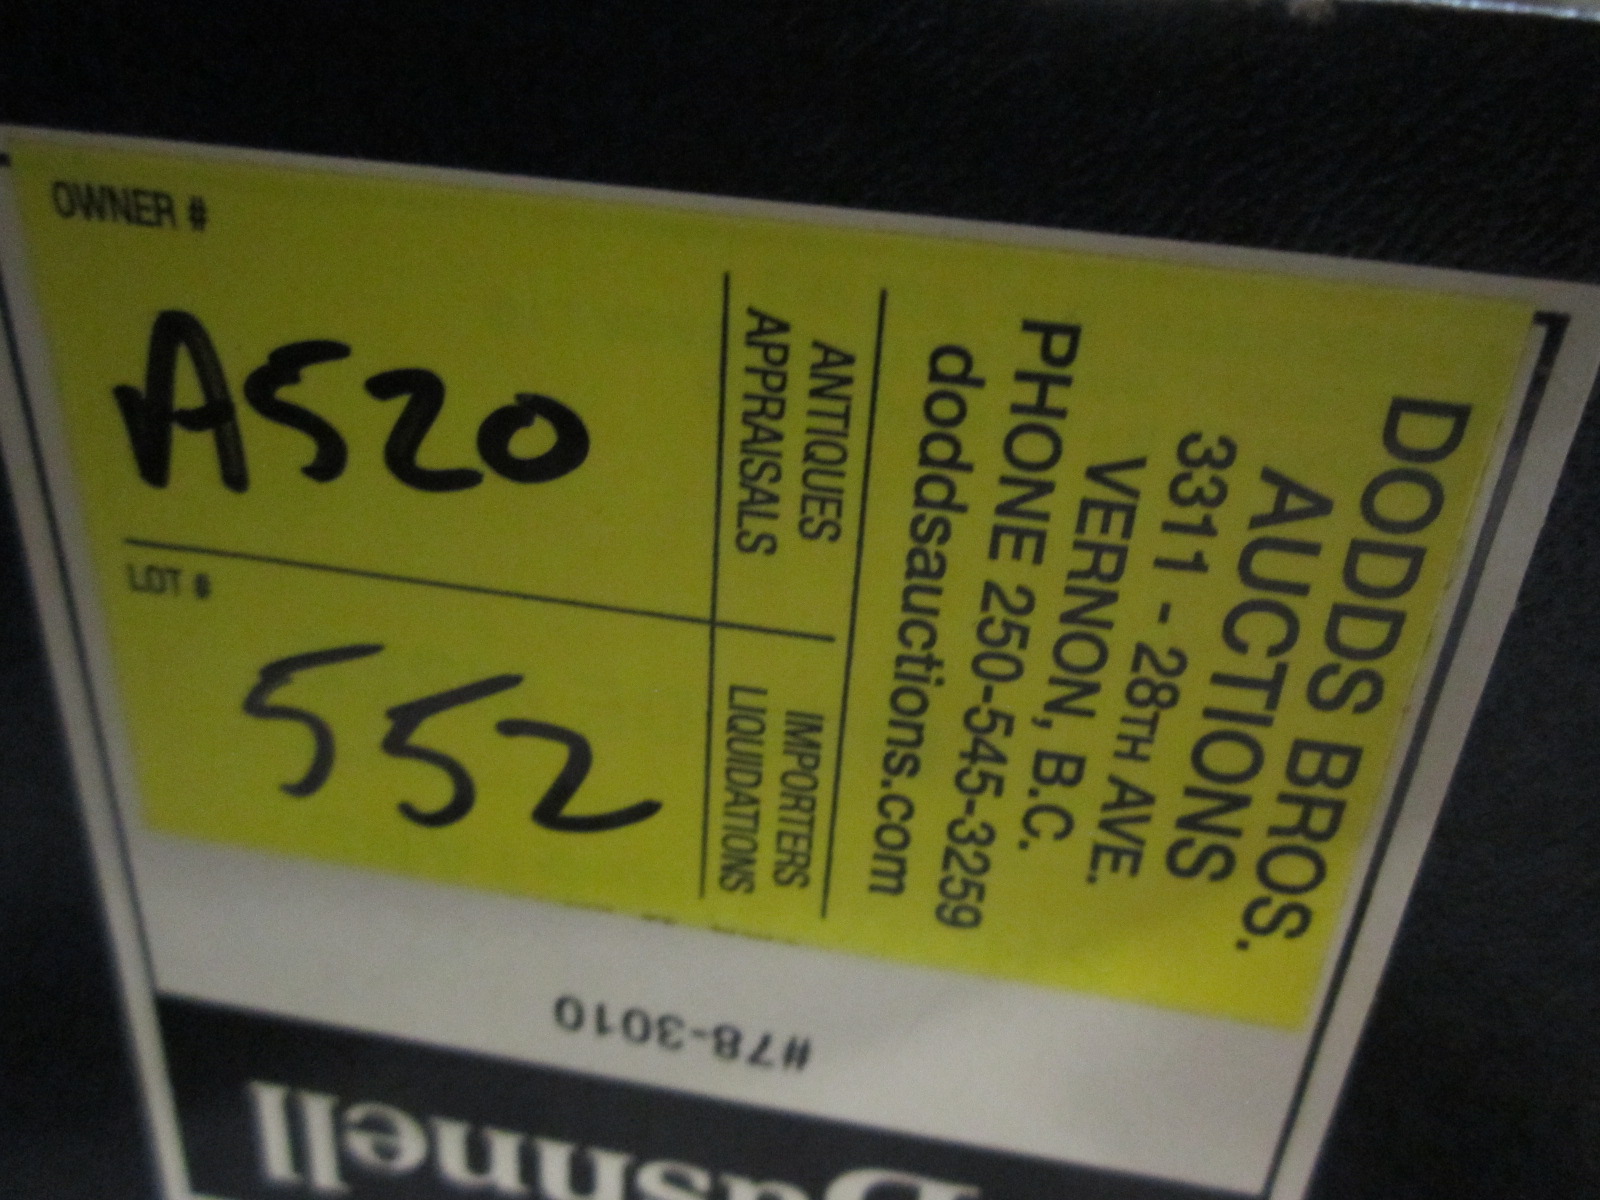 DODDS BROS.
AUCTIONS
3311 - 28TH AVE.
VERNON, B.C.
PHONE 250-545-3259
doddsauctions.com
ANTIQUES
APPRAISALS
IMPORTERS
LIQUIDATIONS
OWNER #
A520
LOT #
552
#78-3010